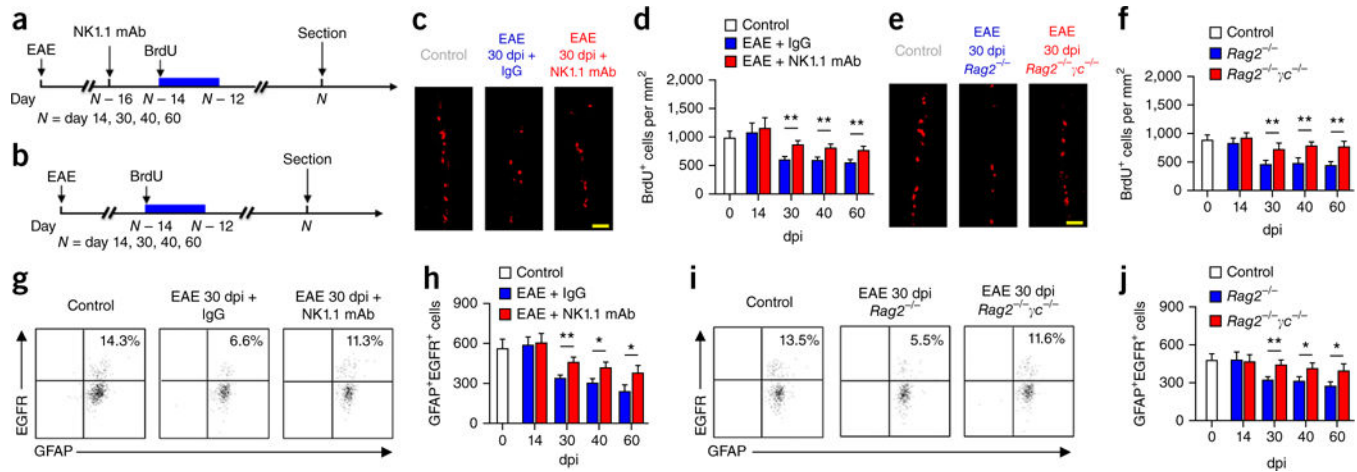 a
NK1.1 mAb
EAE
BrdU
Section
Day
N – 16
N – 14
N – 12
N
N = day 14, 30, 40, 60
b
EAE
BrdU
Section
Day
N – 14
N – 12
N
N = day 14, 30, 40, 60
c
Control
EAE
30 dpi +
IgG
EAE
30 dpi +
NK1.1 mAb
d
Control
EAE + IgG
EAE + NK1.1 mAb
BrdU+ cells per mm2
2,000
1,500
1,000
500
0
** ** **
0 14 30 40 60
dpi
e
Control
EAE
30 dpi
Rag2–/–
EAE
30 dpi
Rag2–/–γc–/–
f
Control
Rag2–/–
Rag2–/–γc–/–
BrdU+ cells per mm2
2,000
1,500
1,000
500
0
** ** **
0 14 30 40 60
dpi
g
Control
EAE 30 dpi +
IgG
EAE 30 dpi +
NK1.1 mAb
14.3%
6.6%
11.3%
EGFR
GFAP
h
Control
EAE + IgG
EAE + NK1.1 mAb
GFAP+EGFR+ cells
900
600
300
0
** * *
0 14 30 40 60
dpi
i
Control
EAE 30 dpi
Rag2–/–
EAE 30 dpi
Rag2–/–γc–/–
13.5%
5.5%
11.6%
EGFR
GFAP
j
Control
Rag2–/–
Rag2–/–γc–/–
GFAP+EGFR+ cells
900
600
300
0
** * *
0 14 30 40 60
dpi